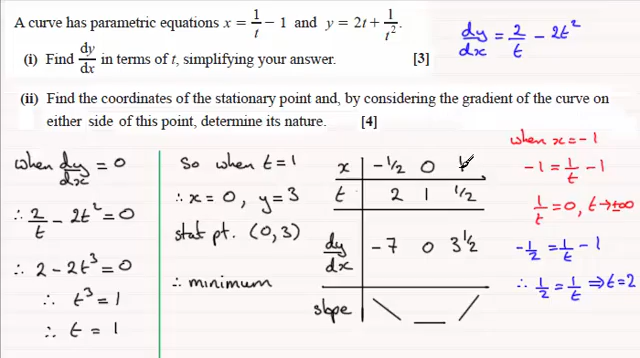 A curve has parametric equations x = 1/t − 1 and y = 2t + 1/t².
(i) Find dy/dx in terms of t, simplifying your answer. [3]
(ii) Find the coordinates of the stationary point and, by considering the gradient of the curve on
either side of this point, determine its nature. [4]
dy/dx = 2/t − 2t²
when dy/dx = 0
∴ 2/t − 2t² = 0
∴ 2 − 2t³ = 0
∴ t³ = 1
∴ t = 1
So when t = 1
∴ x = 0, y = 3
stat pt. (0, 3)
∴ minimum
x -1/2 0
t 2 1 1/2
dy/dx -7 0 3 1/2
slope \ _ /
when x = -1
-1 = 1/t − 1
1/t = 0, t → ±∞
-1/2 = 1/t − 1
∴ 1/2 = 1/t ⇒ t = 2